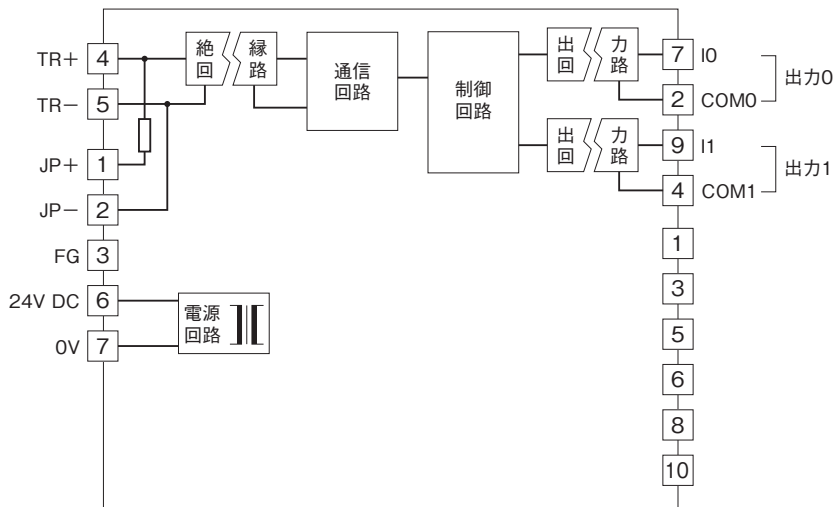 TR+ 4
TR− 5
JP+ 1
JP− 2
FG 3
24V DC 6
0V 7
絶縁
回路
通信
回路
制御
回路
出力
回路
出力
回路
電源
回路
7 I0
2 COM0
出力0
9 I1
4 COM1
出力1
1
3
5
6
8
10